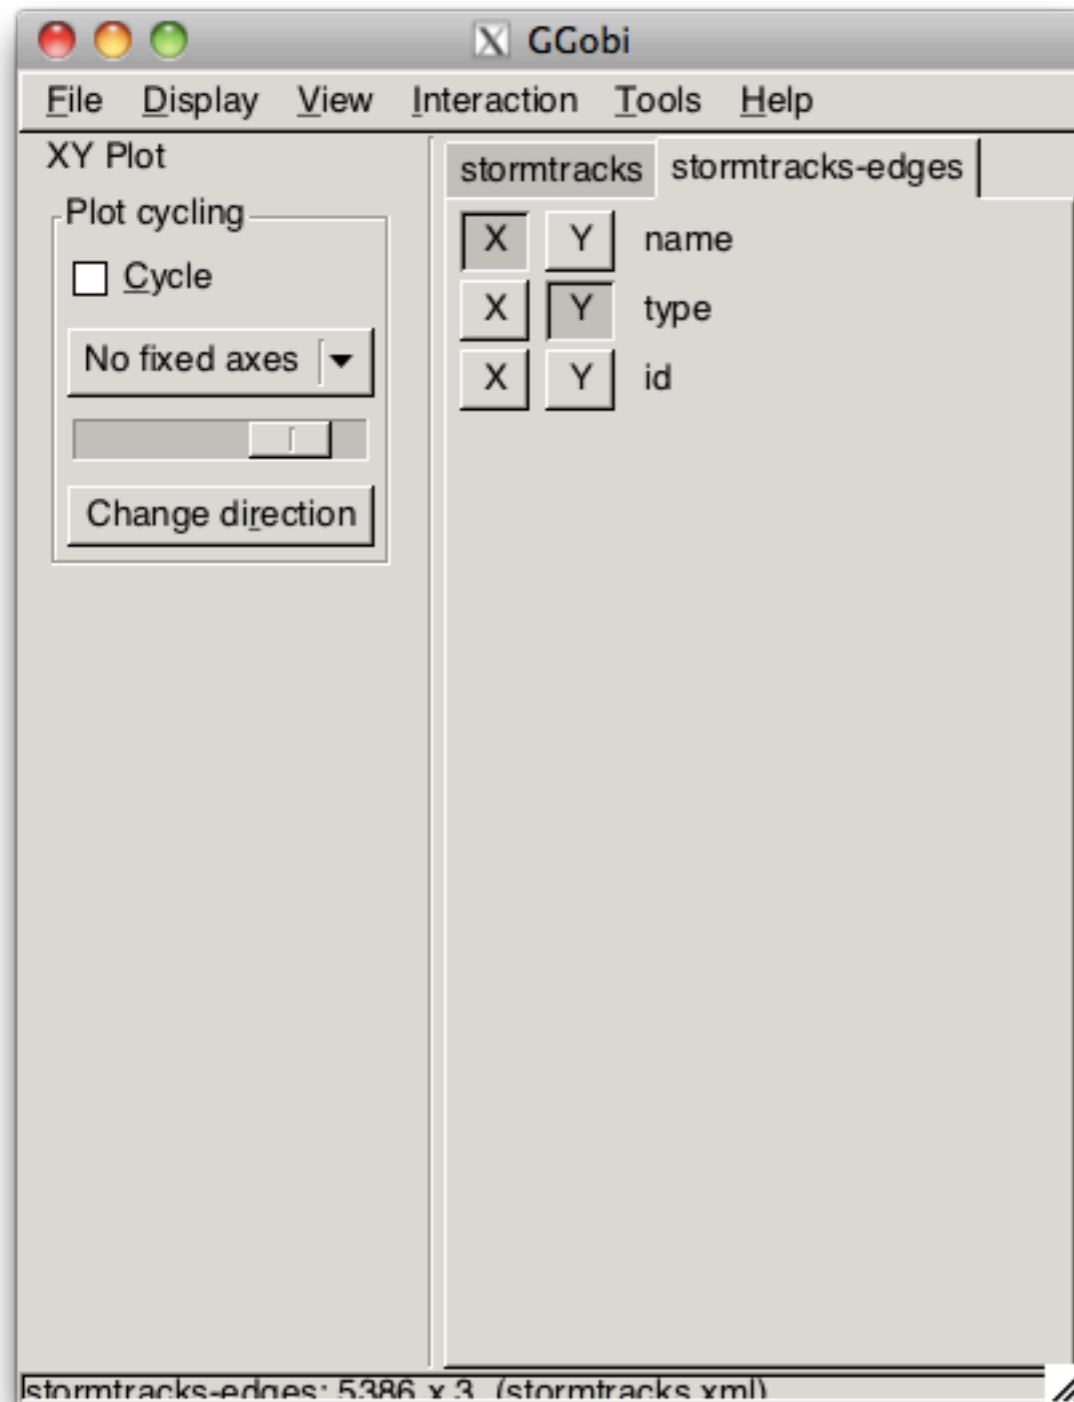 GGobi
File Display View Interaction Tools Help
XY Plot
Plot cycling
Cycle
No fixed axes
Change direction
stormtracks stormtracks-edges
X Y name
X Y type
X Y id
stormtracks-edges: 5386 x 3 (stormtracks.xml)